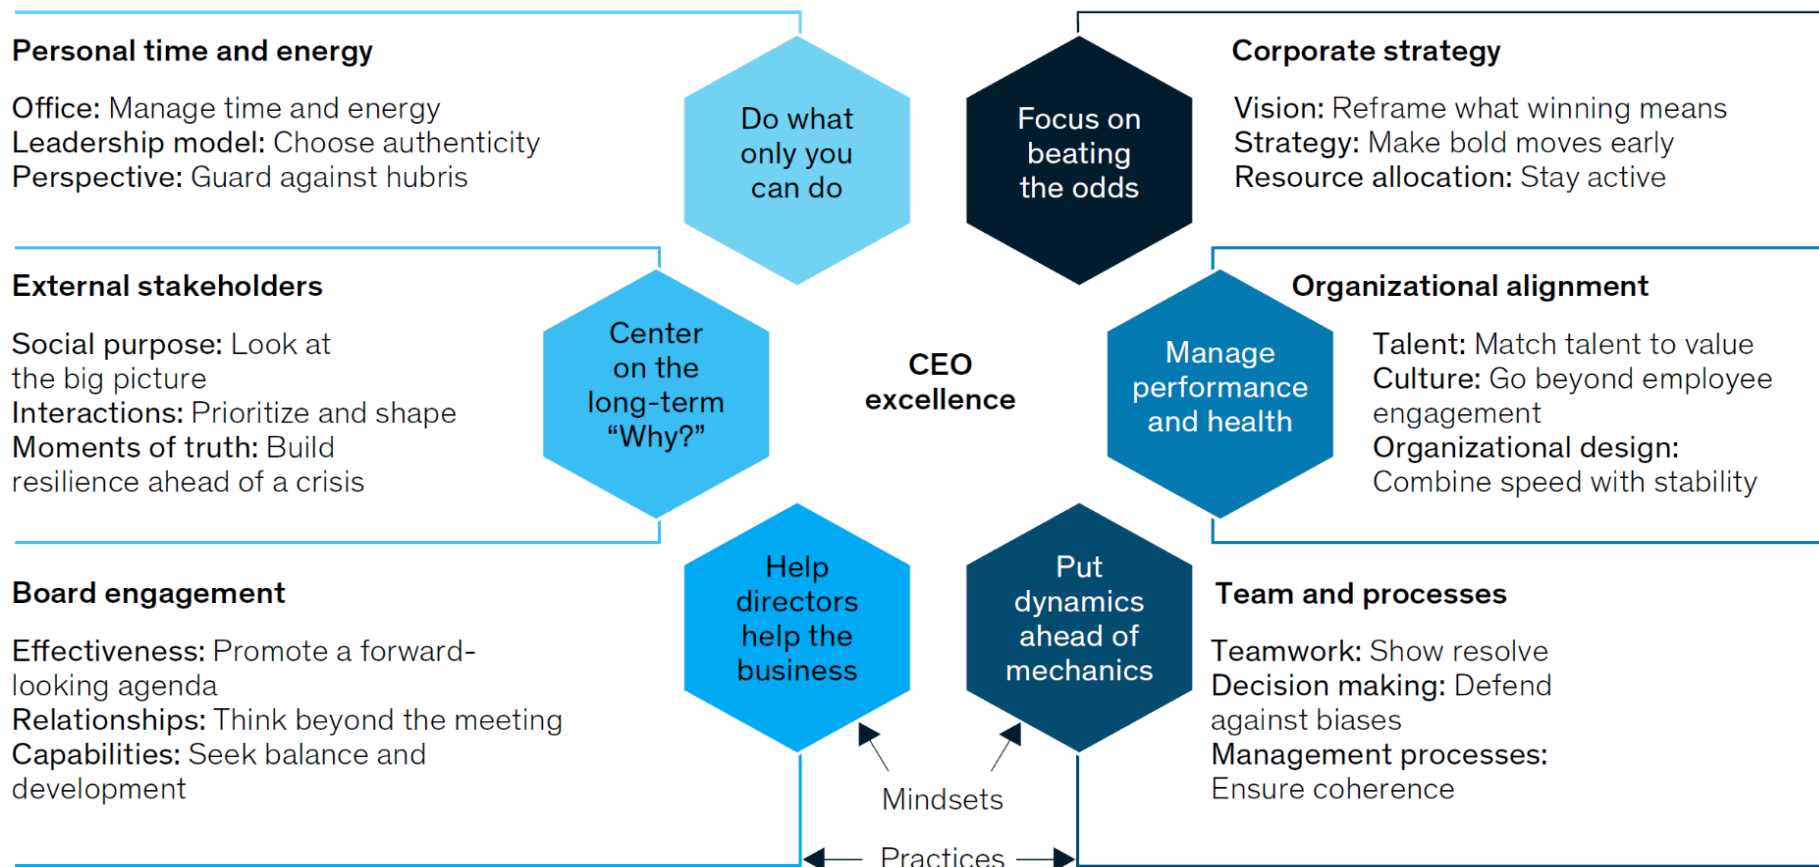 Personal time and energy
Office: Manage time and energy
Leadership model: Choose authenticity
Perspective: Guard against hubris
Do what
only you
can do
Focus on
beating
the odds
Corporate strategy
Vision: Reframe what winning means
Strategy: Make bold moves early
Resource allocation: Stay active
External stakeholders
Social purpose: Look at
the big picture
Interactions: Prioritize and shape
Moments of truth: Build
resilience ahead of a crisis
Center
on the
long-term
“Why?”
CEO
excellence
Manage
performance
and health
Organizational alignment
Talent: Match talent to value
Culture: Go beyond employee
engagement
Organizational design:
Combine speed with stability
Board engagement
Effectiveness: Promote a forward-
looking agenda
Relationships: Think beyond the meeting
Capabilities: Seek balance and
development
Help
directors
help the
business
Put
dynamics
ahead of
mechanics
Team and processes
Teamwork: Show resolve
Decision making: Defend
against biases
Management processes:
Ensure coherence
Mindsets
Practices